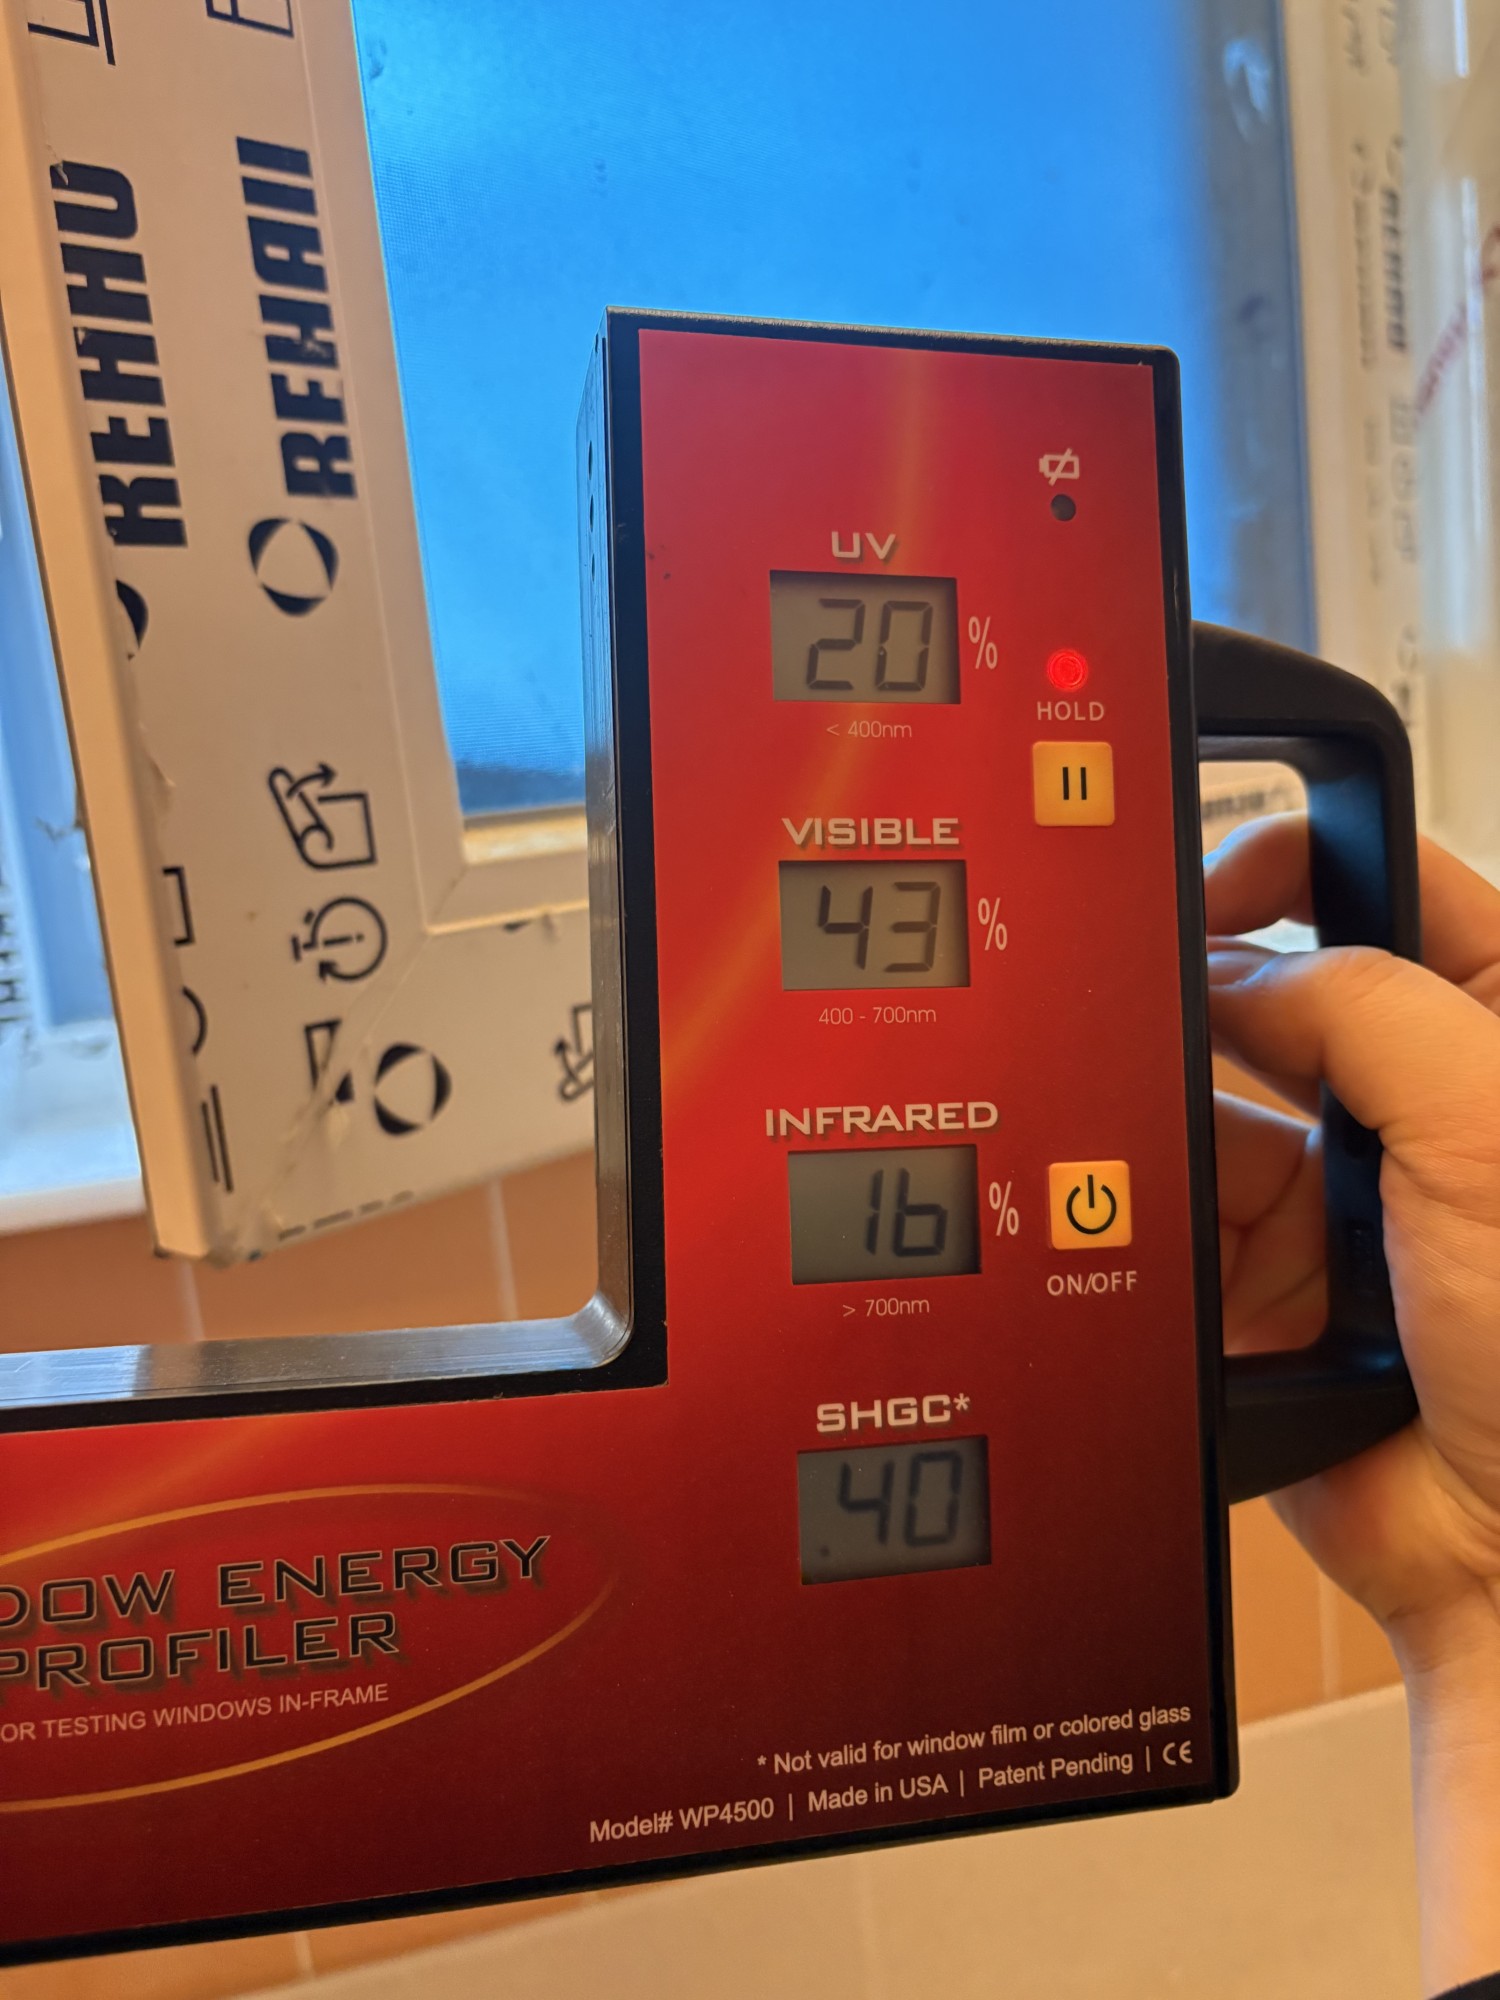 REHAU
REHAU
UV
20 %
< 400nm
HOLD
VISIBLE
43 %
400 - 700nm
INFRARED
16 %
> 700nm
ON/OFF
SHGC*
.40
DOW ENERGY
PROFILER
OR TESTING WINDOWS IN-FRAME
* Not valid for window film or colored glass
Model# WP4500 | Made in USA | Patent Pending | CE